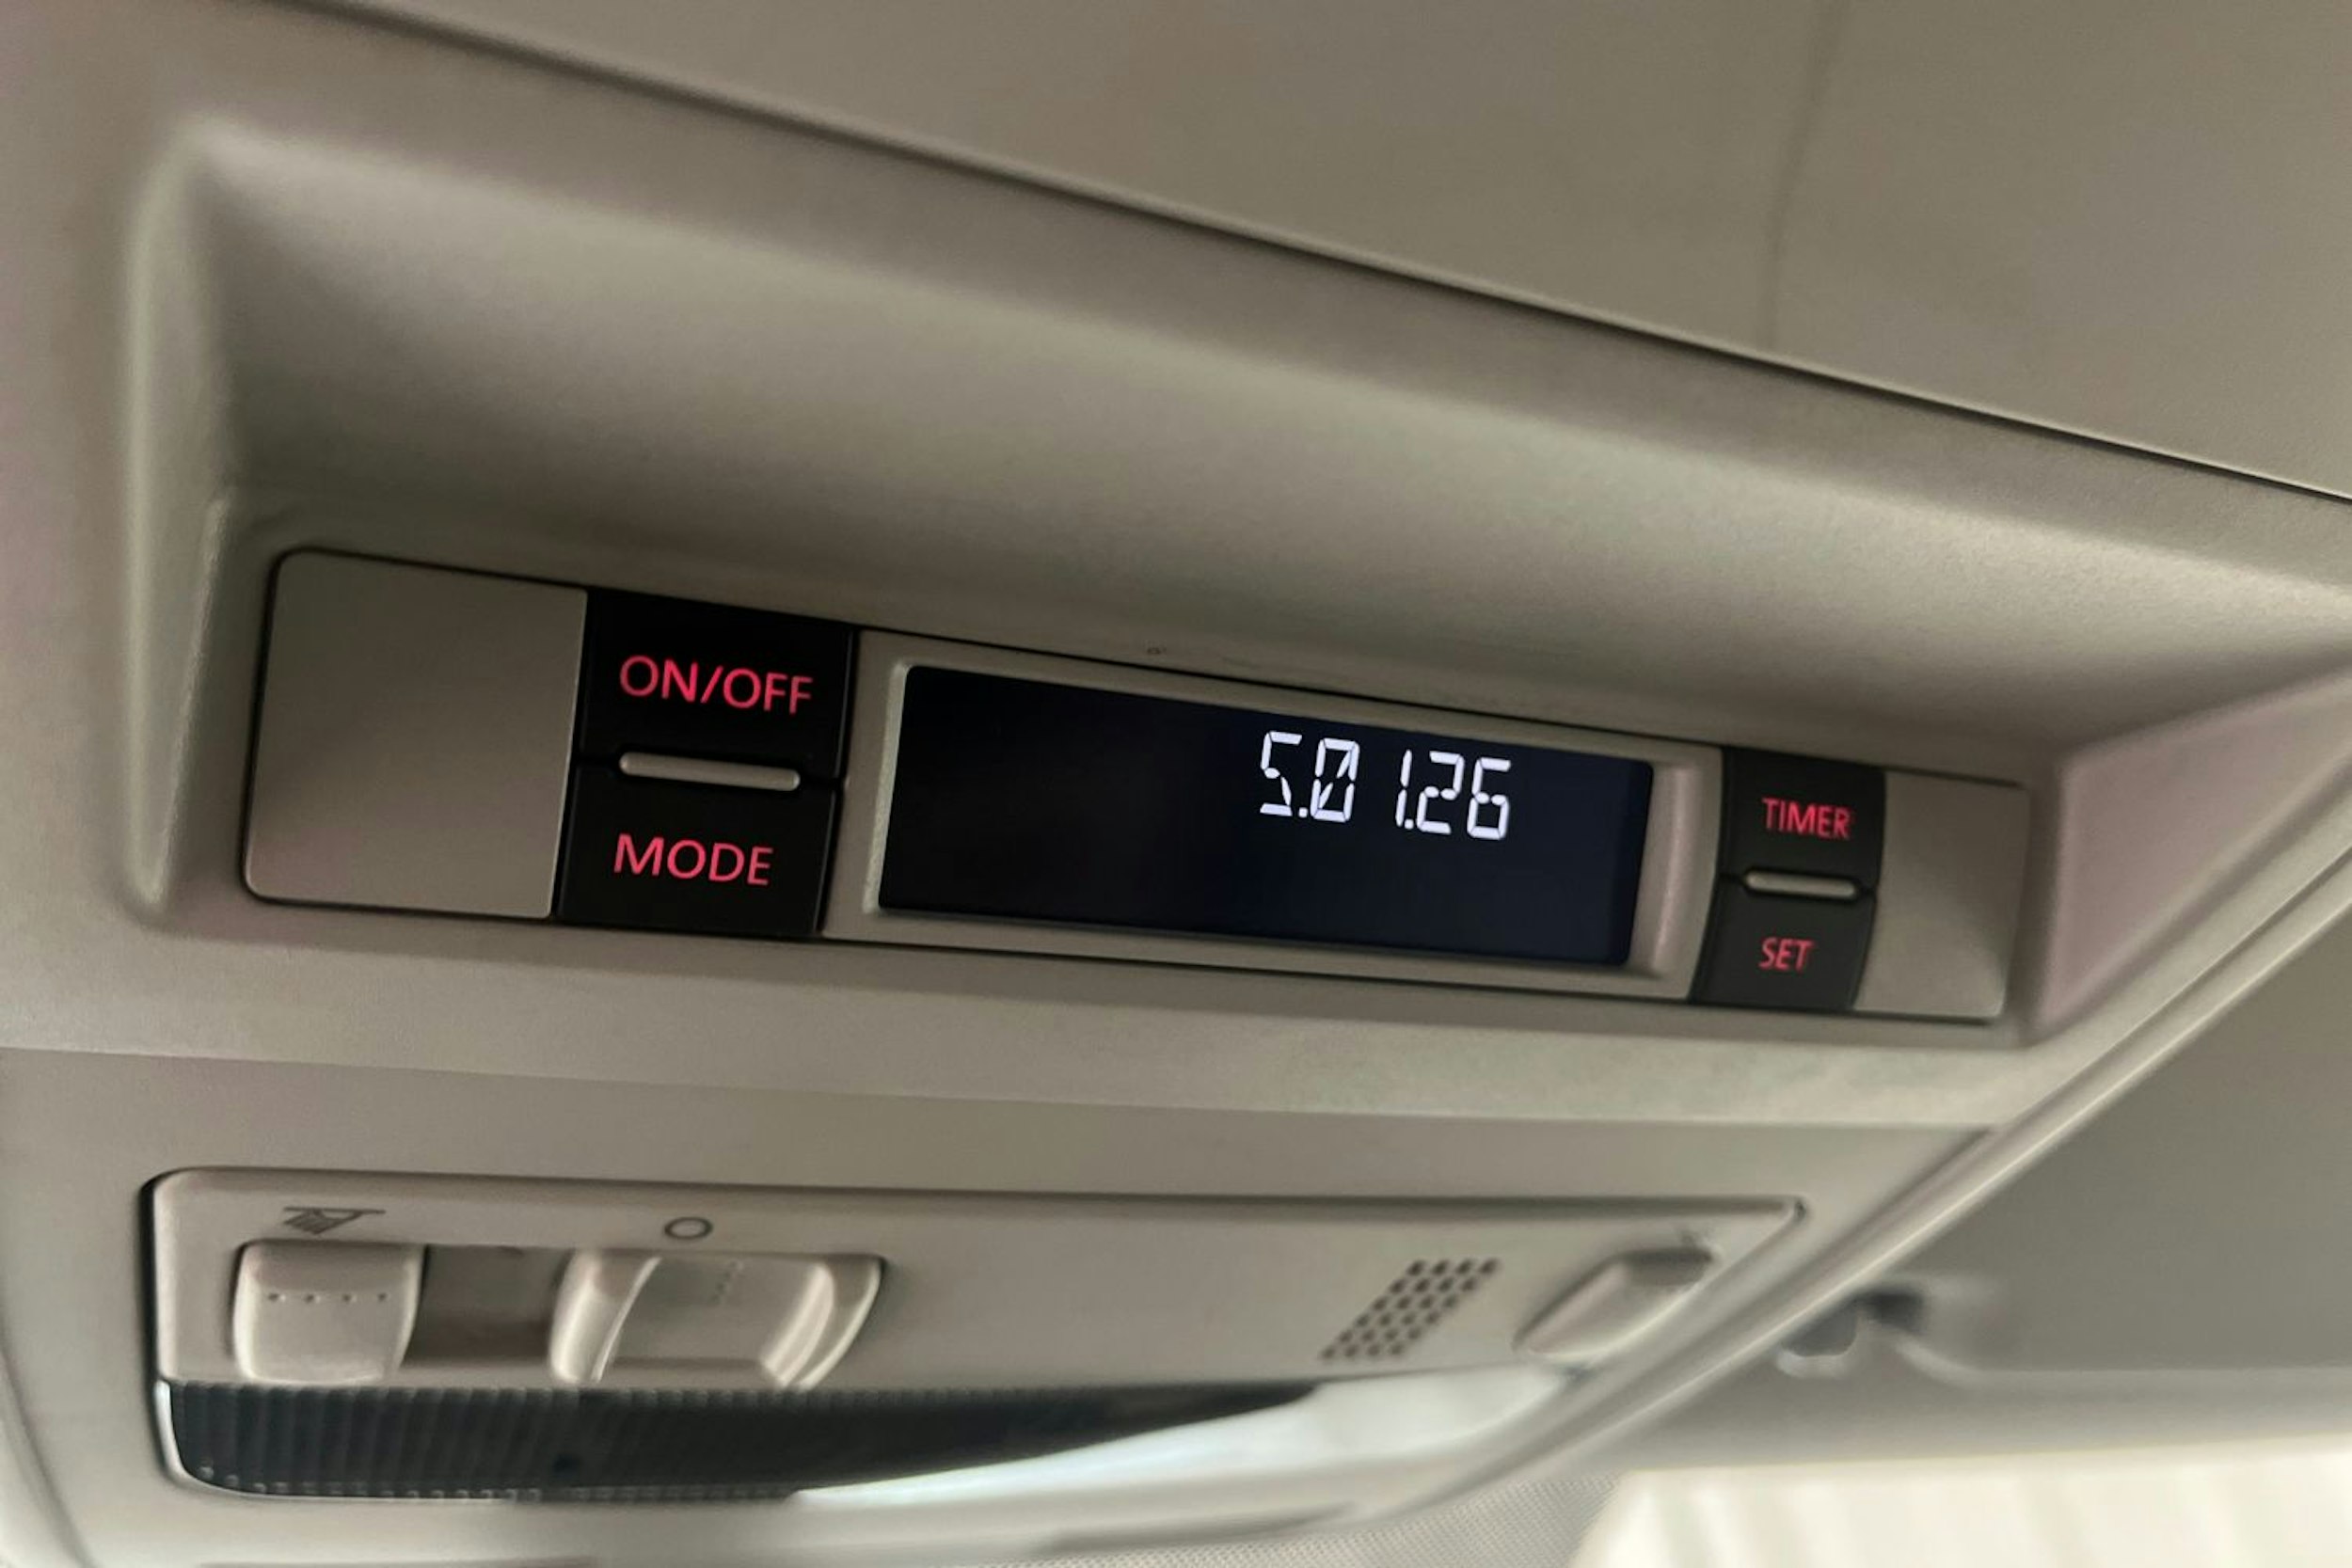 ON/OFF
MODE
5.01.26
TIMER
SET